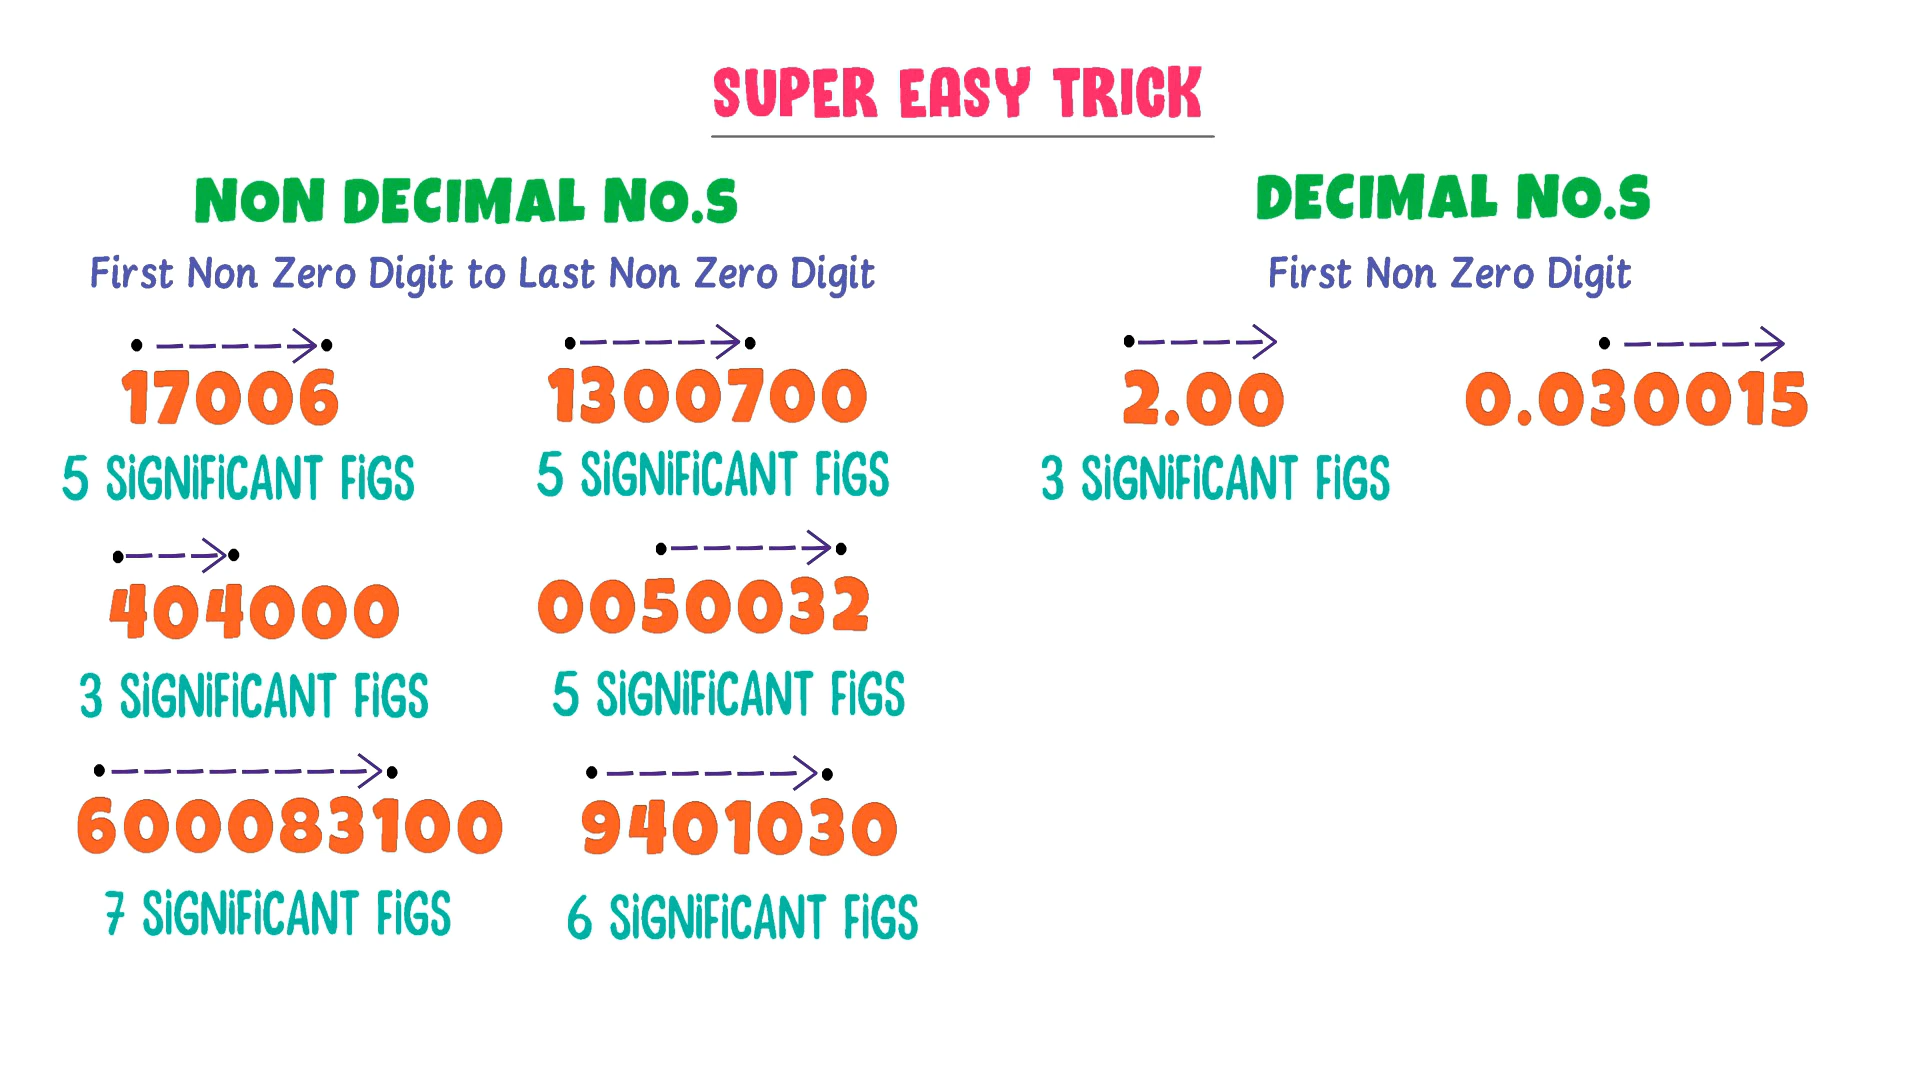 SUPER EASY TRICK
NON DECIMAL NO.S
First Non Zero Digit to Last Non Zero Digit
17006
5 SiGNiFiCANT FiGS
1300700
5 SiGNiFiCANT FiGS
404000
3 SiGNiFiCANT FiGS
0050032
5 SiGNiFiCANT FiGS
600083100
7 SiGNiFiCANT FiGS
9401030
6 SiGNiFiCANT FiGS
DECIMAL NO.S
First Non Zero Digit
2.00
3 SiGNiFiCANT FiGS
0.030015